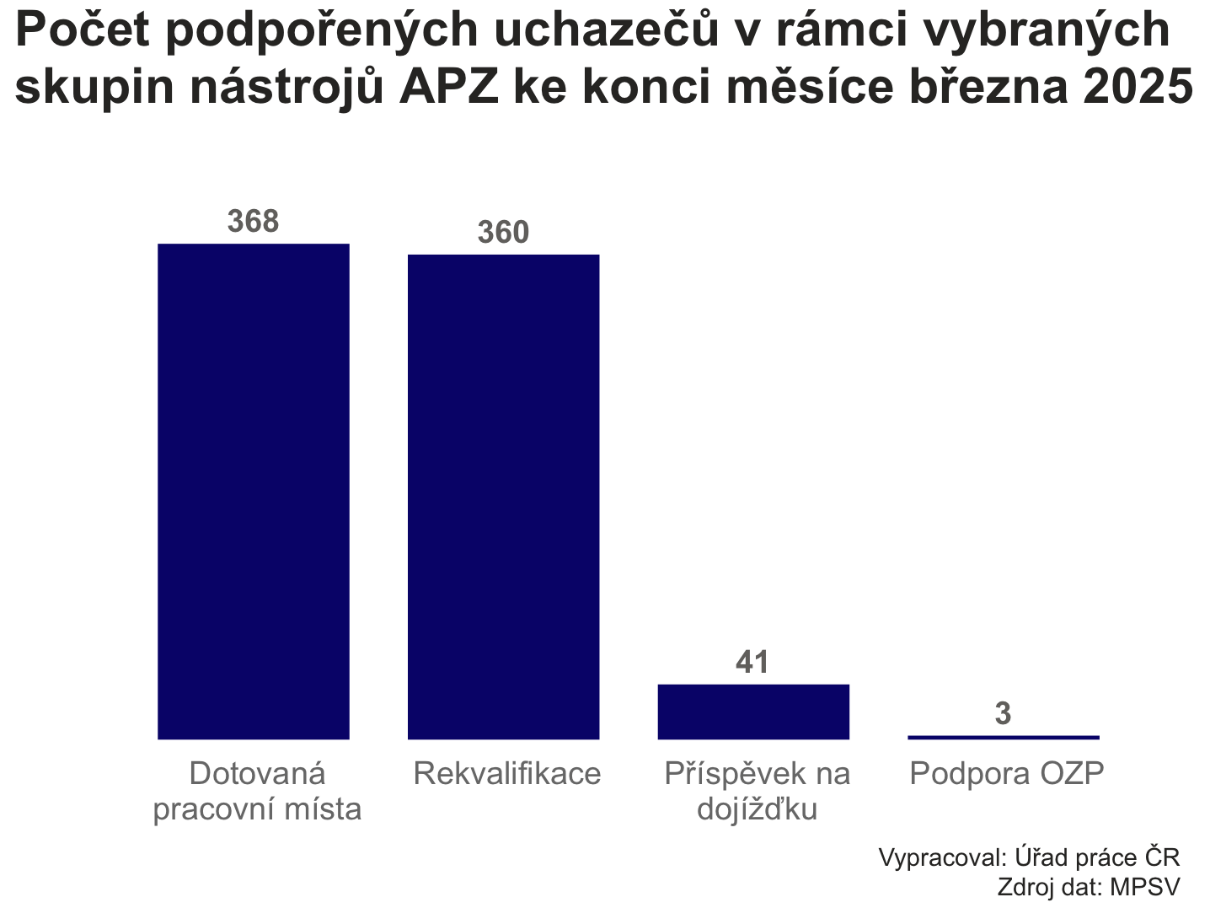 Počet podpořených uchazečů v rámci vybraných
skupin nástrojů APZ ke konci měsíce března 2025
368
360
41
3
Dotovaná
pracovní místa
Rekvalifikace
Příspěvek na
dojížďku
Podpora OZP
Vypracoval: Úřad práce ČR
Zdroj dat: MPSV